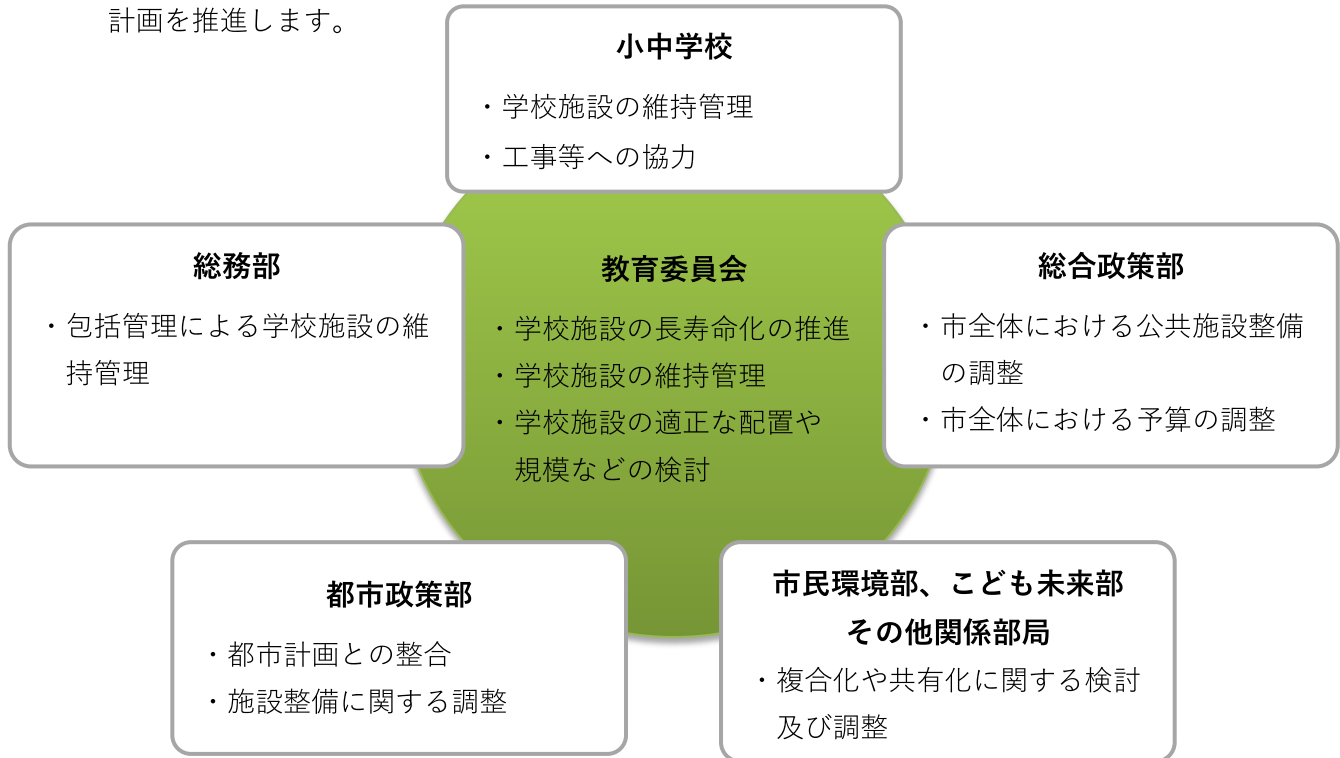 計画を推進します。
小中学校
・学校施設の維持管理
・工事等への協力
総務部
・包括管理による学校施設の維
持管理
教育委員会
・学校施設の長寿命化の推進
・学校施設の維持管理
・学校施設の適正な配置や
規模などの検討
総合政策部
・市全体における公共施設整備
の調整
・市全体における予算の調整
都市政策部
・都市計画との整合
・施設整備に関する調整
市民環境部、こども未来部
その他関係部局
・複合化や共有化に関する検討
及び調整